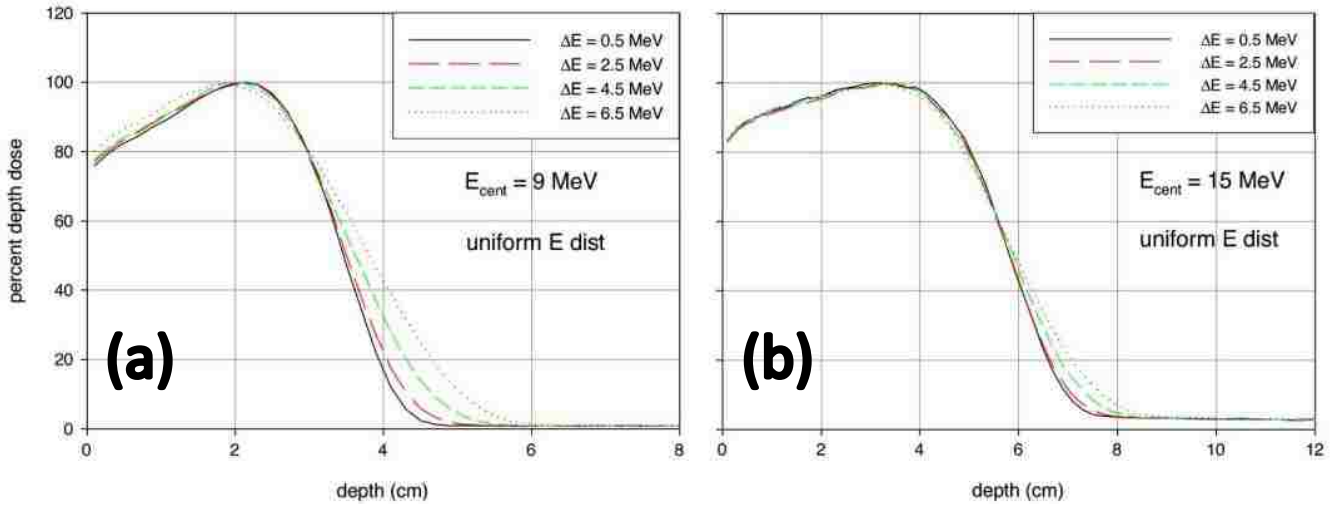 120
100
80
60
40
20
0
percent depth dose
ΔE = 0.5 MeV
ΔE = 2.5 MeV
ΔE = 4.5 MeV
ΔE = 6.5 MeV
E_cent = 9 MeV
uniform E dist
(a)
0 2 4 6 8
depth (cm)
ΔE = 0.5 MeV
ΔE = 2.5 MeV
ΔE = 4.5 MeV
ΔE = 6.5 MeV
E_cent = 15 MeV
uniform E dist
(b)
0 2 4 6 8 10 12
depth (cm)